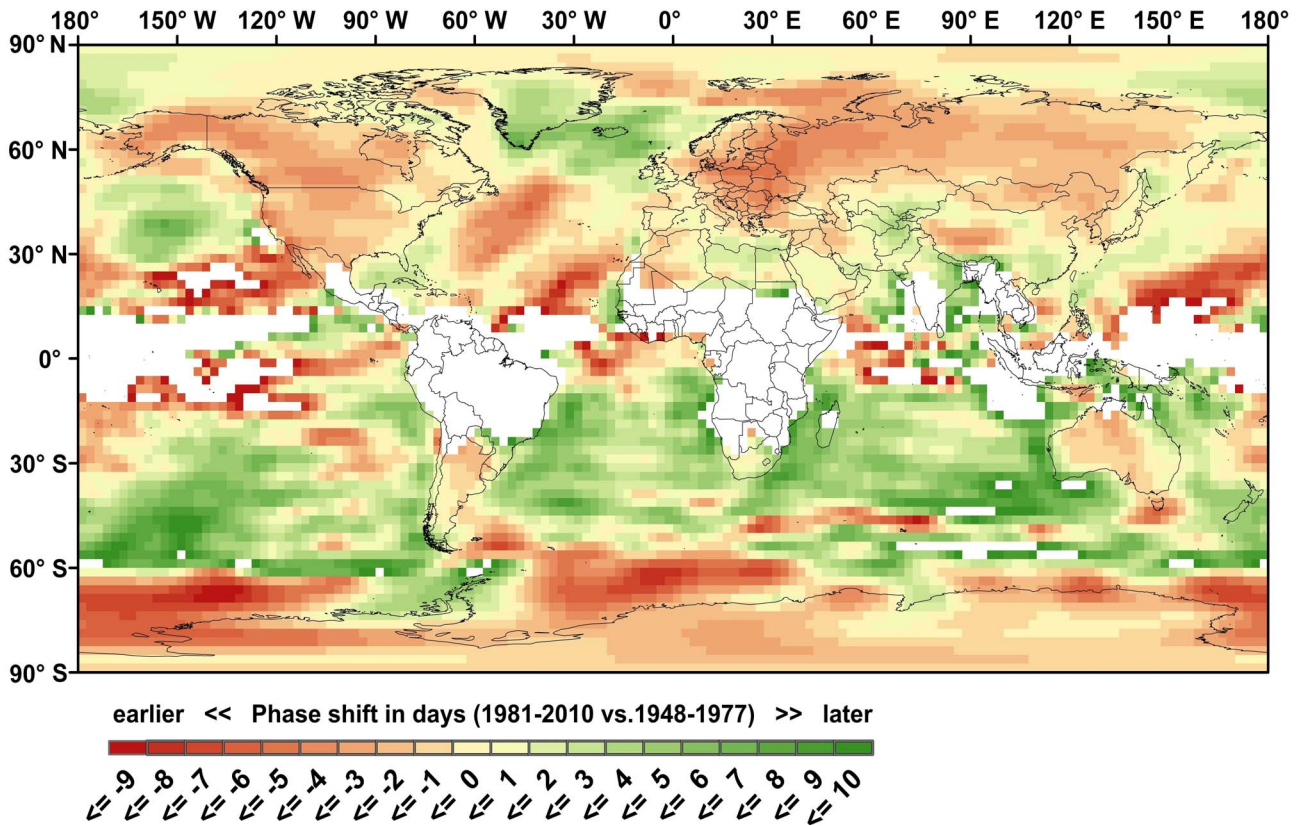 180° 150° W 120° W 90° W 60° W 30° W 0° 30° E 60° E 90° E 120° E 150° E 180°
90° N
60° N
30° N
0°
30° S
60° S
90° S
earlier << Phase shift in days (1981-2010 vs.1948-1977) >> later
<= -9 <= -8 <= -7 <= -6 <= -5 <= -4 <= -3 <= -2 <= -1 <= 0 <= 1 <= 2 <= 3 <= 4 <= 5 <= 6 <= 7 <= 8 <= 9 <= 10